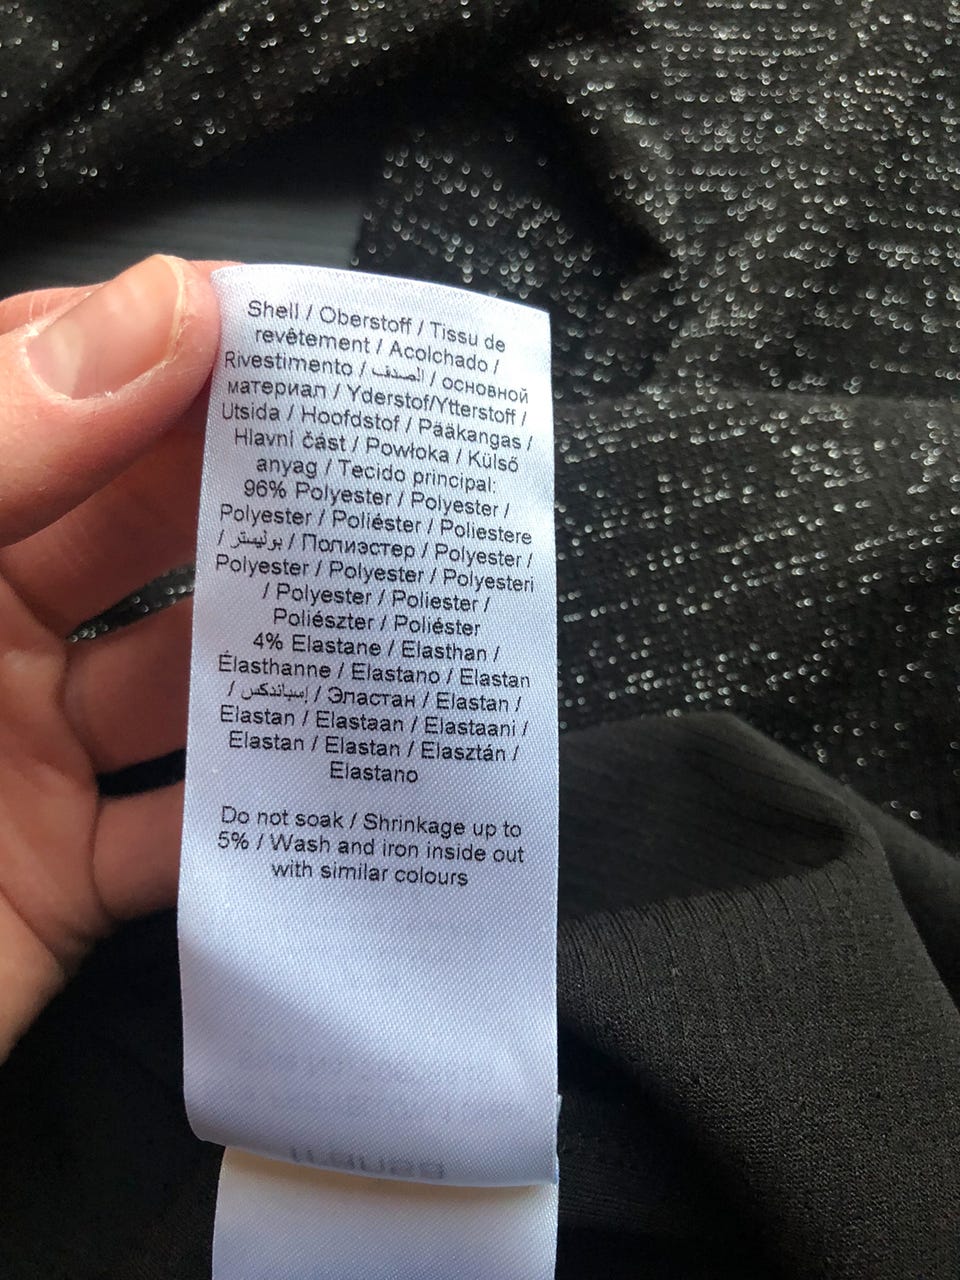 Shell / Oberstoff / Tissu de
revêtement / Acolchado /
Rivestimento / الصدف / основной
материал / Yderstof/Ytterstoff /
Utsida / Hoofdstof / Pääkangas /
Hlavní část / Powłoka / Külső
anyag / Tecido principal:
96% Polyester / Polyester /
Polyester / Poliéster / Poliestere
/ بوليستر / Полиэстер / Polyester /
Polyester / Polyester / Polyesteri
/ Polyester / Poliester /
Poliészter / Poliéster
4% Elastane / Elasthan /
Élasthanne / Elastano / Elastan
/ إسباندكس / Эластан / Elastan /
Elastan / Elastaan / Elastaani /
Elastan / Elastan / Elasztán /
Elastano
Do not soak / Shrinkage up to
5% / Wash and iron inside out
with similar colours